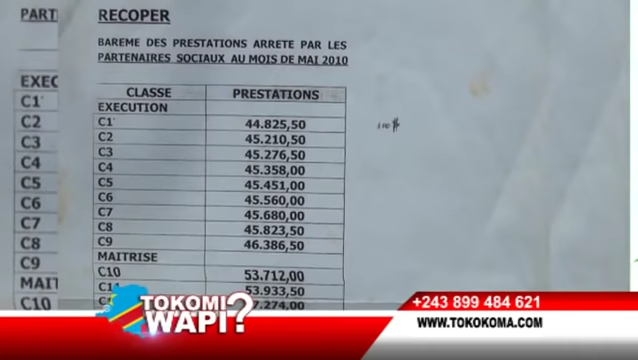 PARTI
EXEC
C1
C2
C3
C4
C5
C6
C7
C8
C9
MAIT
C10
RECOPER
BAREME DES PRESTATIONS ARRETE PAR LES
PARTENAIRES SOCIAUX AU MOIS DE MAI 2010
CLASSE PRESTATIONS
EXECUTION
C1 44.825,50
C2 45.210,50
C3 45.276,50
C4 45.358,00
C5 45.451,00
C6 45.560,00
C7 45.680,00
C8 45.823,50
C9 46.386,50
MAITRISE
C10 53.712,00
53.933,50
7.274,00
TOKOMI
WAPI?
+243 899 484 621
WWW.TOKOKOMA.COM